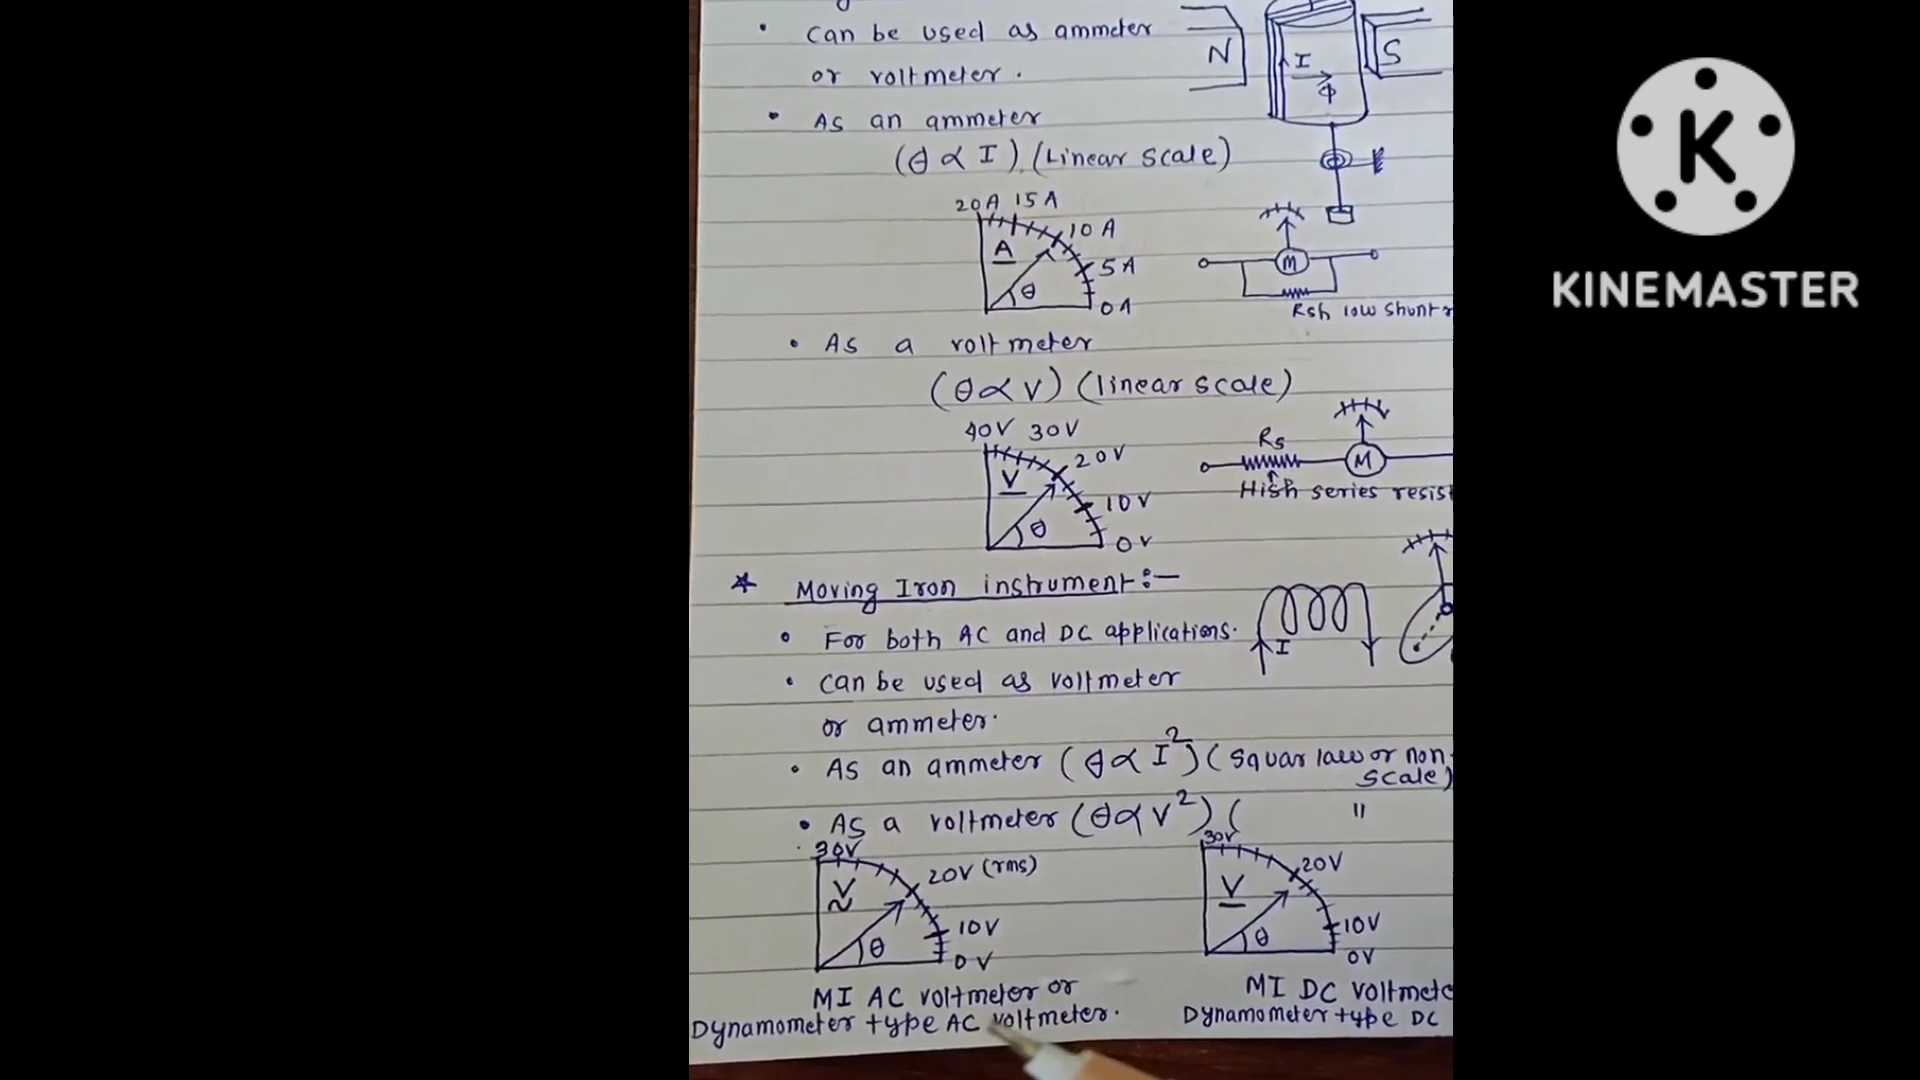 • can be used as ammeter
or voltmeter.
N
I
ϕ
S
• As an ammeter
(θ ∝ I). (Linear scale)
20A 15A
10 A
A
5A
θ
0A
M
Rsh low shunt
• As a voltmeter
(θ ∝ V) (linear scale)
40V 30V
20V
V
10V
θ
0V
Rs
M
High series resist
* Moving Iron instrument:—
• For both AC and DC applications.
I
• can be used as voltmeter
or ammeter.
• As an ammeter (θ ∝ I²) (squar law or non-
scale)
• As a voltmeter (θ ∝ V²) ( "
30V
20V (rms)
V
~
10V
θ
0V
30V
20V
V
10V
θ
0V
MI AC voltmeter or
Dynamometer type AC voltmeter.
MI DC voltmete
Dynamometer type DC
K
KINEMASTER